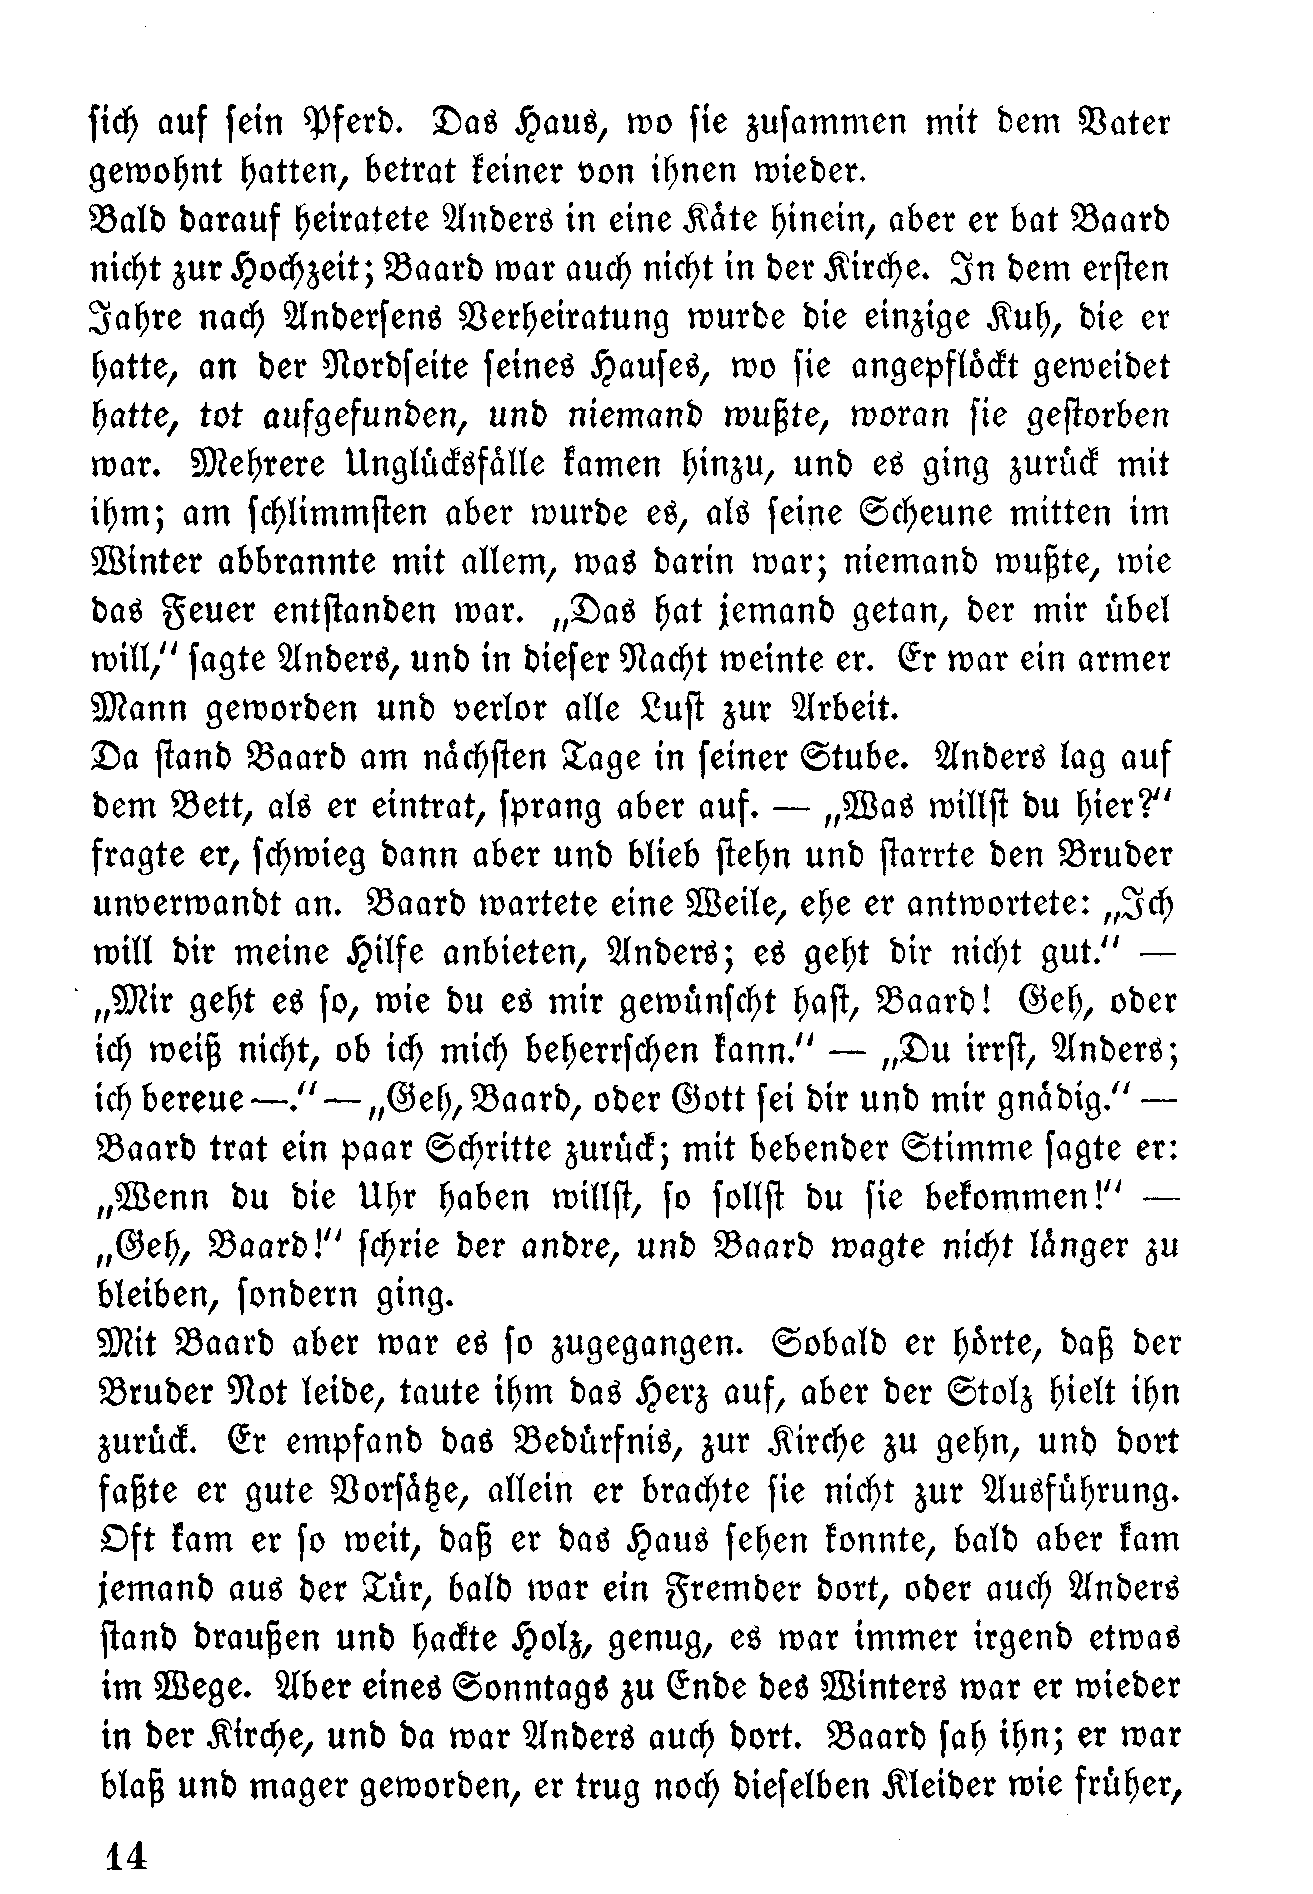 sich auf sein Pferd. Das Haus, wo sie zusammen mit dem Vater
gewohnt hatten, betrat keiner von ihnen wieder.
Bald darauf heiratete Anders in eine Käte hinein, aber er bat Baard
nicht zur Hochzeit; Baard war auch nicht in der Kirche. In dem ersten
Jahre nach Andersens Verheiratung wurde die einzige Kuh, die er
hatte, an der Nordseite seines Hauses, wo sie angepflöckt geweidet
hatte, tot aufgefunden, und niemand wußte, woran sie gestorben
war. Mehrere Unglücksfälle kamen hinzu, und es ging zurück mit
ihm; am schlimmsten aber wurde es, als seine Scheune mitten im
Winter abbrannte mit allem, was darin war; niemand wußte, wie
das Feuer entstanden war. „Das hat jemand getan, der mir übel
will,“ sagte Anders, und in dieser Nacht weinte er. Er war ein armer
Mann geworden und verlor alle Lust zur Arbeit.
Da stand Baard am nächsten Tage in seiner Stube. Anders lag auf
dem Bett, als er eintrat, sprang aber auf. — „Was willst du hier?“
fragte er, schwieg dann aber und blieb stehn und starrte den Bruder
unverwandt an. Baard wartete eine Weile, ehe er antwortete: „Ich
will dir meine Hilfe anbieten, Anders; es geht dir nicht gut.“ —
„Mir geht es so, wie du es mir gewünscht hast, Baard! Geh, oder
ich weiß nicht, ob ich mich beherrschen kann.“ — „Du irrst, Anders;
ich bereue—.“ — „Geh, Baard, oder Gott sei dir und mir gnädig.“ —
Baard trat ein paar Schritte zurück; mit bebender Stimme sagte er:
„Wenn du die Uhr haben willst, so sollst du sie bekommen!“ —
„Geh, Baard!“ schrie der andre, und Baard wagte nicht länger zu
bleiben, sondern ging.
Mit Baard aber war es so zugegangen. Sobald er hörte, daß der
Bruder Not leide, taute ihm das Herz auf, aber der Stolz hielt ihn
zurück. Er empfand das Bedürfnis, zur Kirche zu gehn, und dort
faßte er gute Vorsätze, allein er brachte sie nicht zur Ausführung.
Oft kam er so weit, daß er das Haus sehen konnte, bald aber kam
jemand aus der Tür, bald war ein Fremder dort, oder auch Anders
stand draußen und hackte Holz, genug, es war immer irgend etwas
im Wege. Aber eines Sonntags zu Ende des Winters war er wieder
in der Kirche, und da war Anders auch dort. Baard sah ihn; er war
blaß und mager geworden, er trug noch dieselben Kleider wie früher,
14